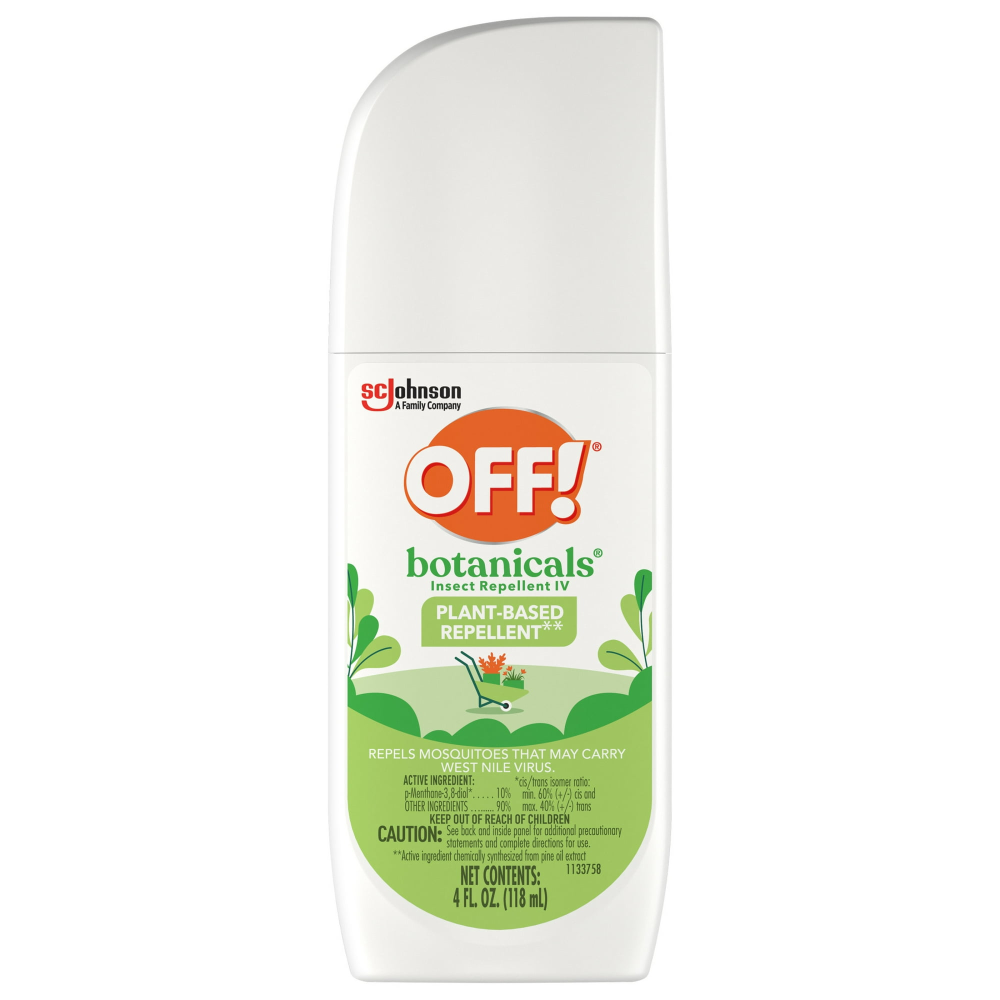 scJohnson
A Family Company
OFF!®
botanicals®
Insect Repellent IV
PLANT-BASED
REPELLENT**
REPELS MOSQUITOES THAT MAY CARRY
WEST NILE VIRUS.
ACTIVE INGREDIENT:
p-Menthane-3,8-diol*..... 10%
OTHER INGREDIENTS ......... 90%
*cis/trans isomer ratio:
min. 60% (+/-) cis and
max. 40% (+/-) trans
KEEP OUT OF REACH OF CHILDREN
CAUTION: See back and inside panel for additional precautionary
statements and complete directions for use.
**Active ingredient chemically synthesized from pine oil extract
1133758
NET CONTENTS:
4 FL. OZ. (118 mL)